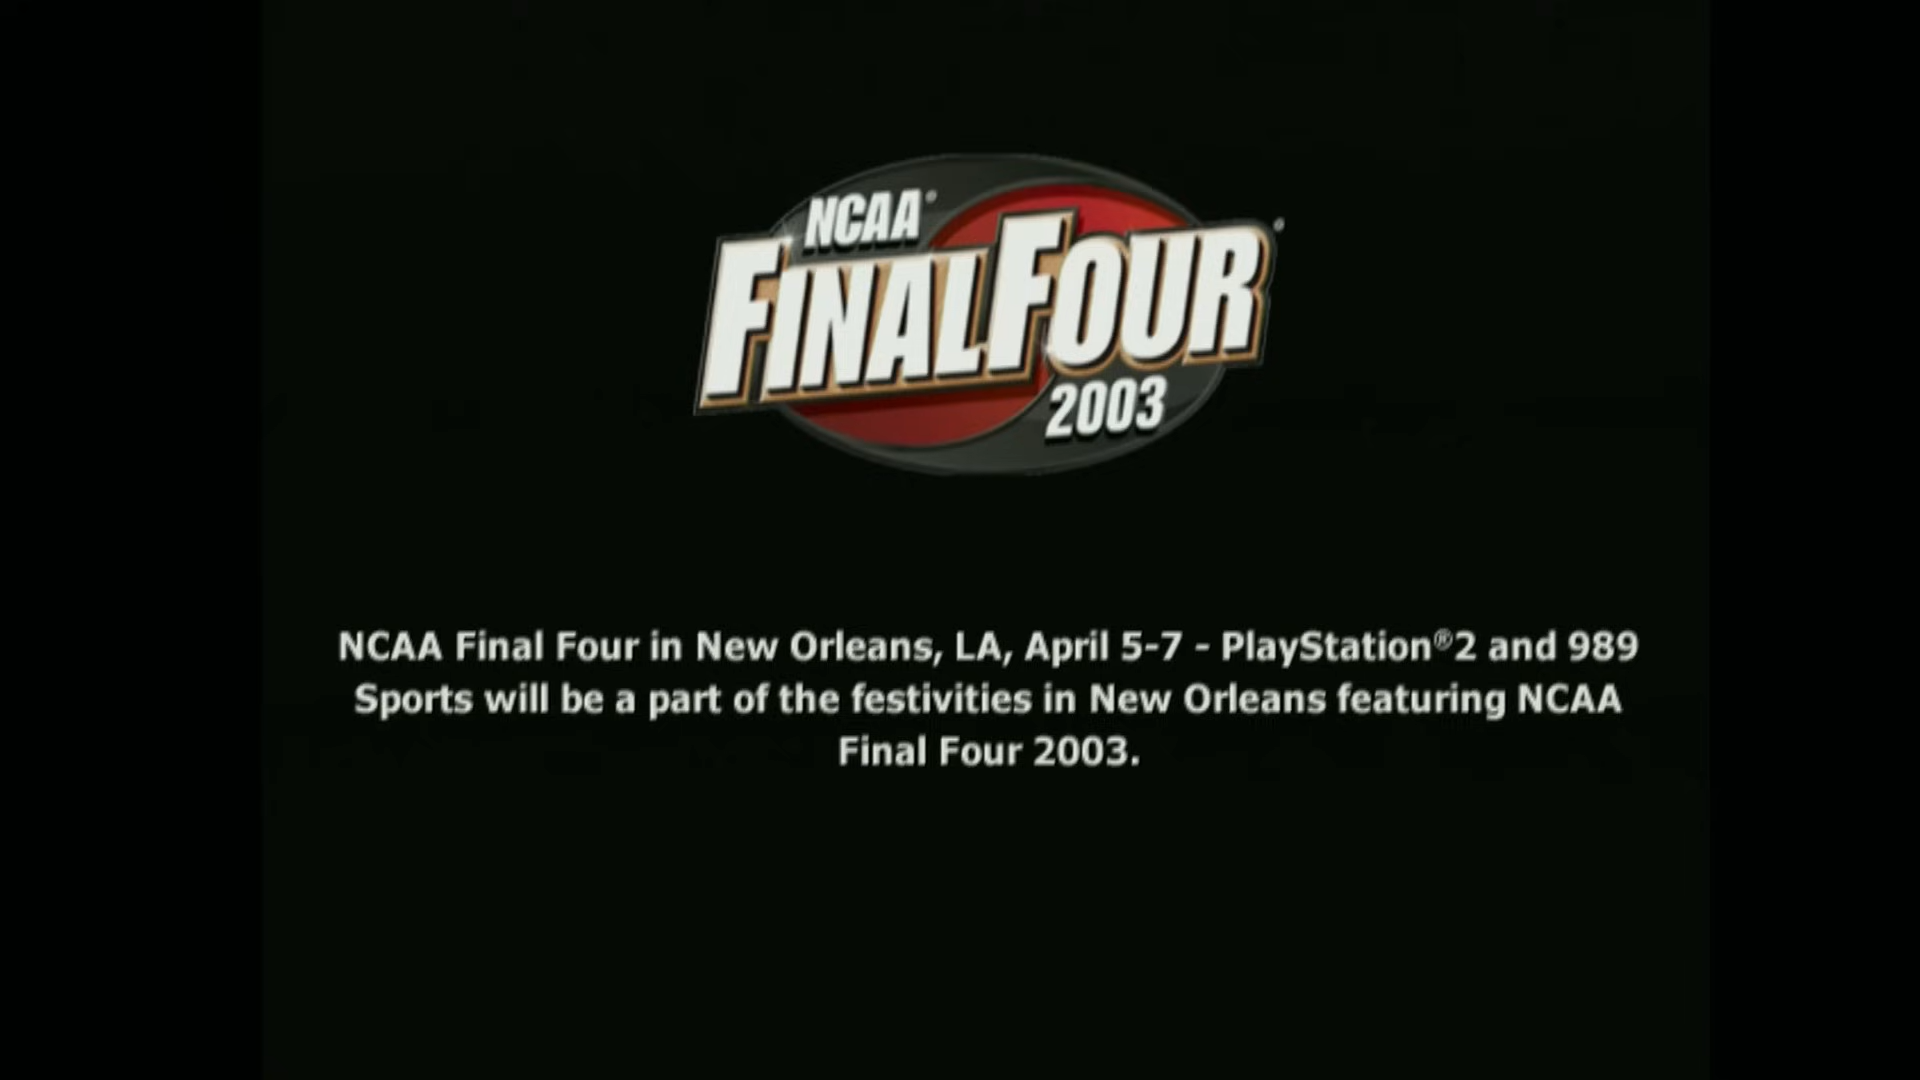 NCAA®
FINAL FOUR®
2003
NCAA Final Four in New Orleans, LA, April 5-7 - PlayStation®2 and 989
Sports will be a part of the festivities in New Orleans featuring NCAA
Final Four 2003.